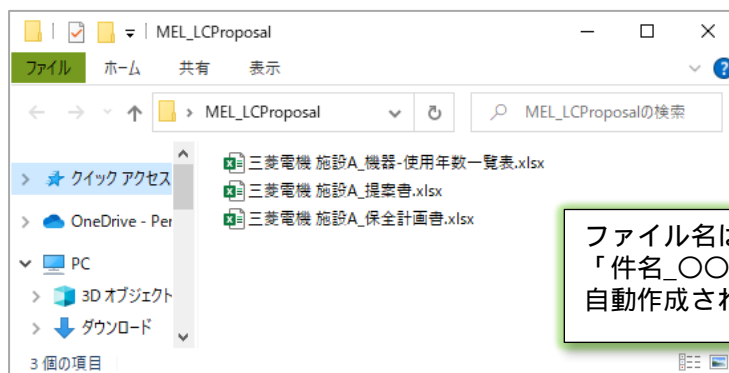 MEL_LCProposal
ファイル ホーム 共有 表示
MEL_LCProposal
MEL_LCProposalの検索
クイック アクセス
OneDrive - Per
PC
3D オブジェクト
ダウンロード
三菱電機 施設A_機器-使用年数一覧表.xlsx
三菱電機 施設A_提案書.xlsx
三菱電機 施設A_保全計画書.xlsx
ファイル名は
「件名_〇〇
自動作成され
3 個の項目